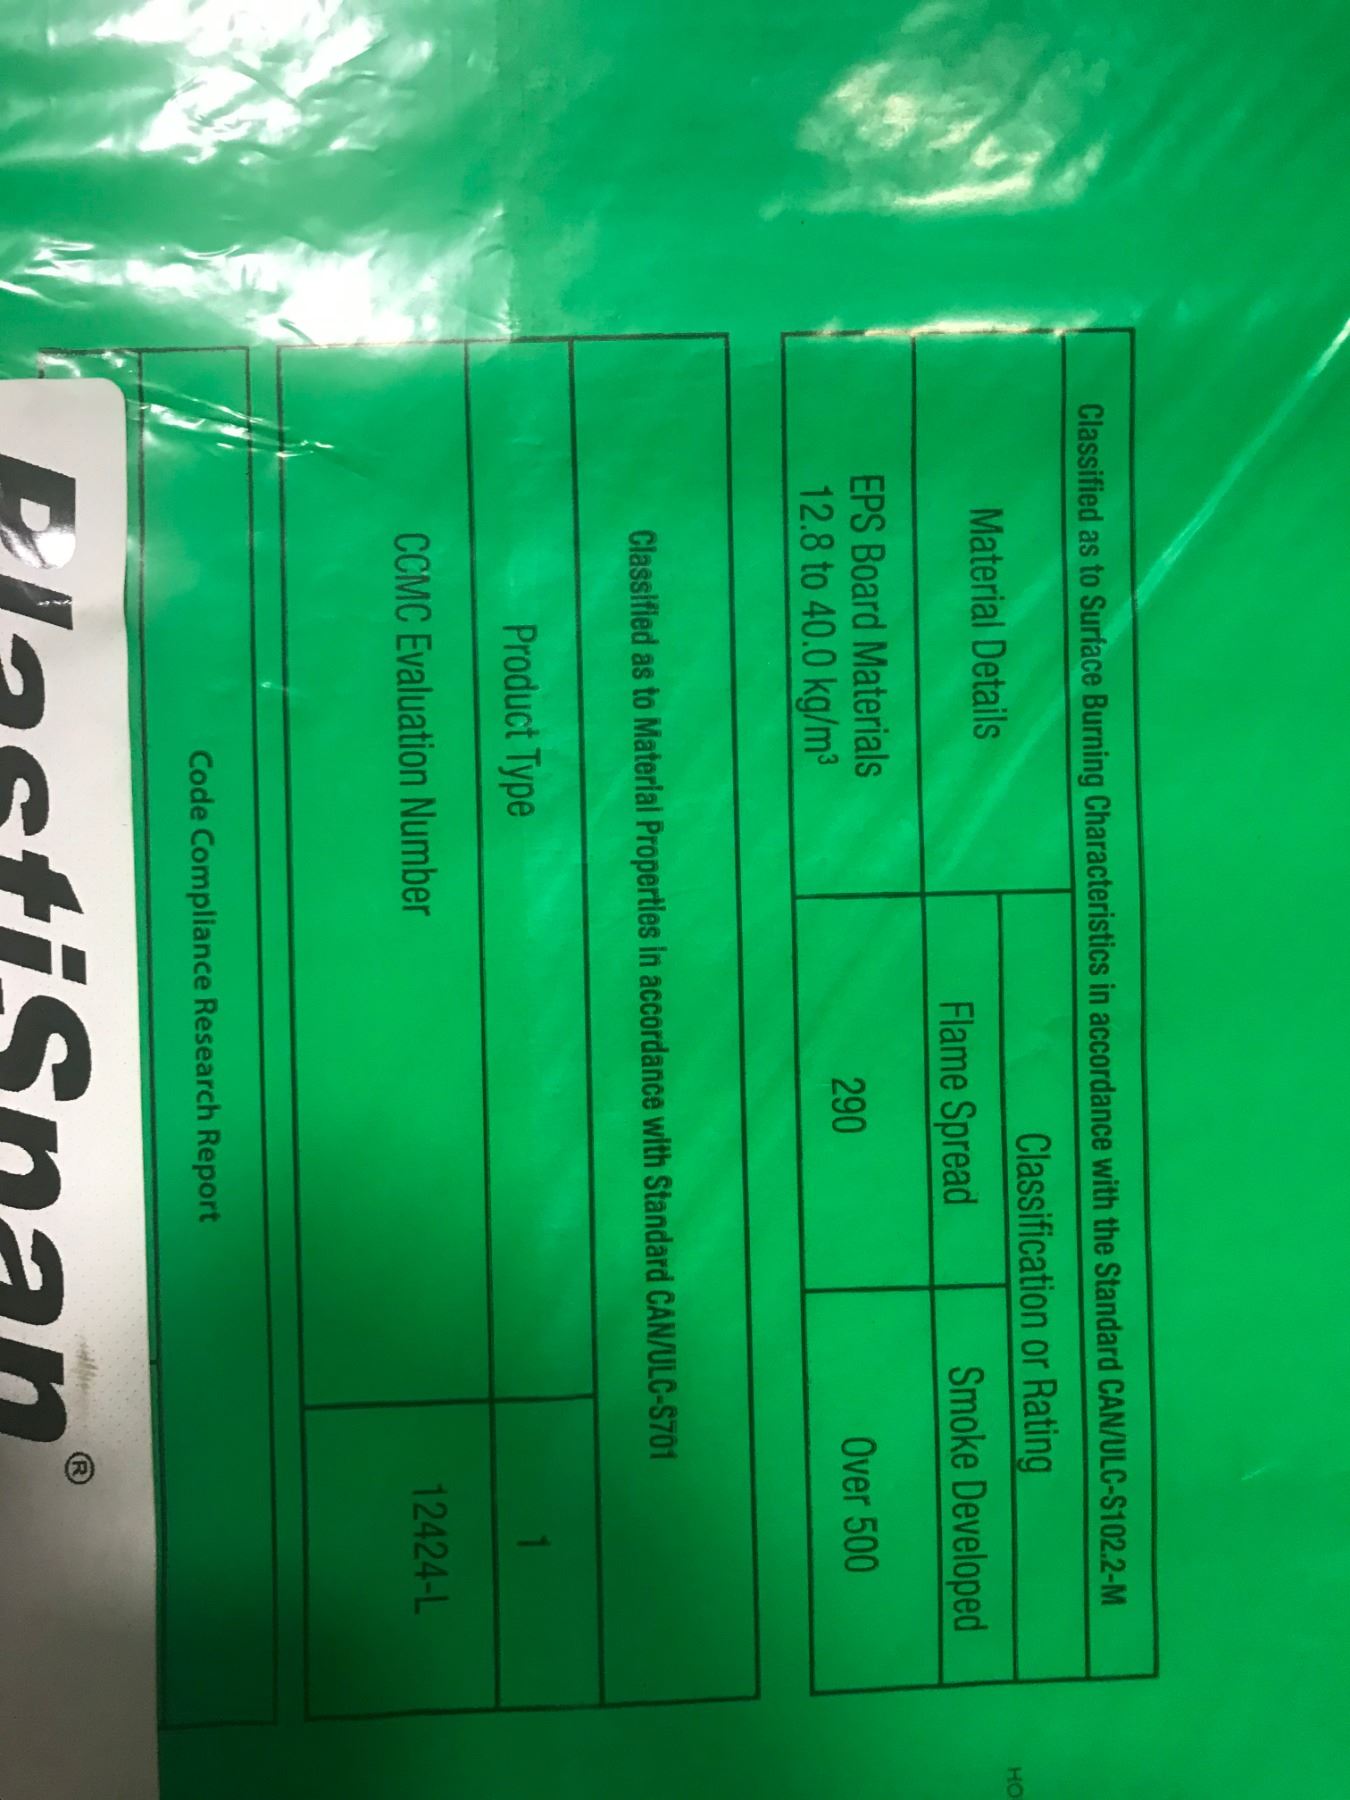 Classified as to Surface Burning Characteristics in accordance with the Standard CAN/ULC-S102.2-M
Material Details
Classification or Rating
Flame Spread
Smoke Developed
EPS Board Materials
12.8 to 40.0 kg/m³
290
Over 500
Classified as to Material Properties in accordance with Standard CAN/ULC-S701
Product Type
1
CCMC Evaluation Number
12424-L
Code Compliance Research Report
PlastiSpan®
HO